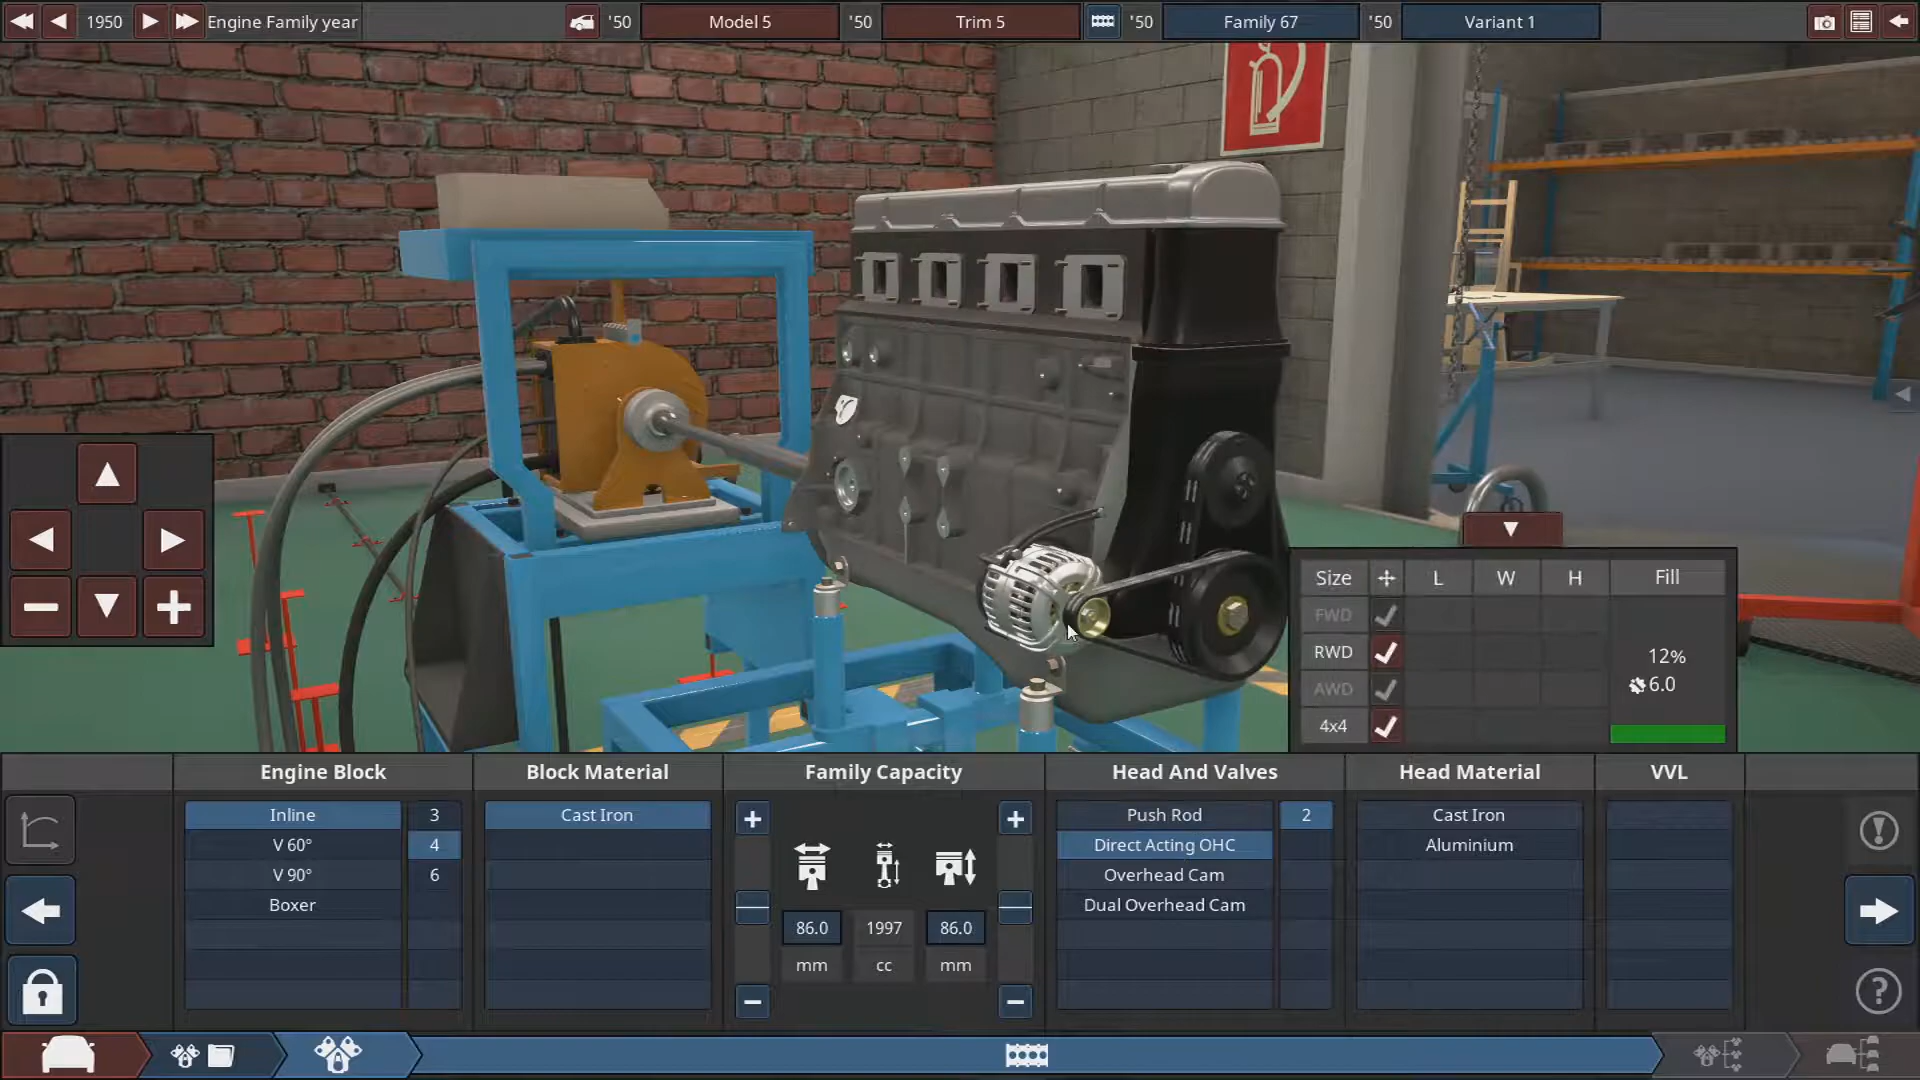 1950 Engine Family year '50 Model 5 '50 Trim 5 '50 Family 67 '50 Variant 1
Size L W H Fill
FWD
RWD
AWD
4x4
12%
6.0
Engine Block
Inline 3
V 60° 4
V 90° 6
Boxer
Block Material
Cast Iron
Family Capacity
86.0 1997 86.0
mm cc mm
Head And Valves
Push Rod 2
Direct Acting OHC
Overhead Cam
Dual Overhead Cam
Head Material
Cast Iron
Aluminium
VVL